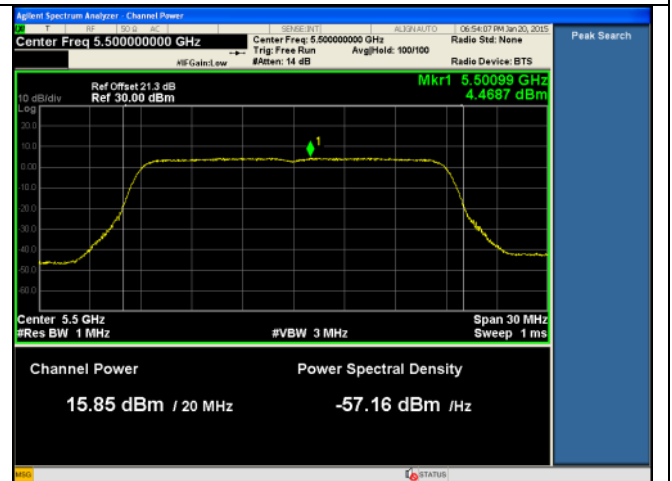 Agilent Spectrum Analyzer - Channel Power
T RF 50 Ω AC SENSE:INT ALIGN AUTO 06:54:07 PM Jan 20, 2015
Center Freq 5.500000000 GHz
Center Freq: 5.500000000 GHz
Radio Std: None
Trig: Free Run Avg|Hold: 100/100
#IFGain:Low
#Atten: 14 dB
Radio Device: BTS
Peak Search
Mkr1 5.50099 GHz
4.4687 dBm
Ref Offset 21.3 dB
10 dB/div Ref 30.00 dBm
Log
20.0
10.0
0.00
-10.0
-20.0
-30.0
-40.0
-50.0
-60.0
1
Center 5.5 GHz
Span 30 MHz
#Res BW 1 MHz
#VBW 3 MHz
Sweep 1 ms
Channel Power
Power Spectral Density
15.85 dBm / 20 MHz
-57.16 dBm /Hz
MSG
STATUS